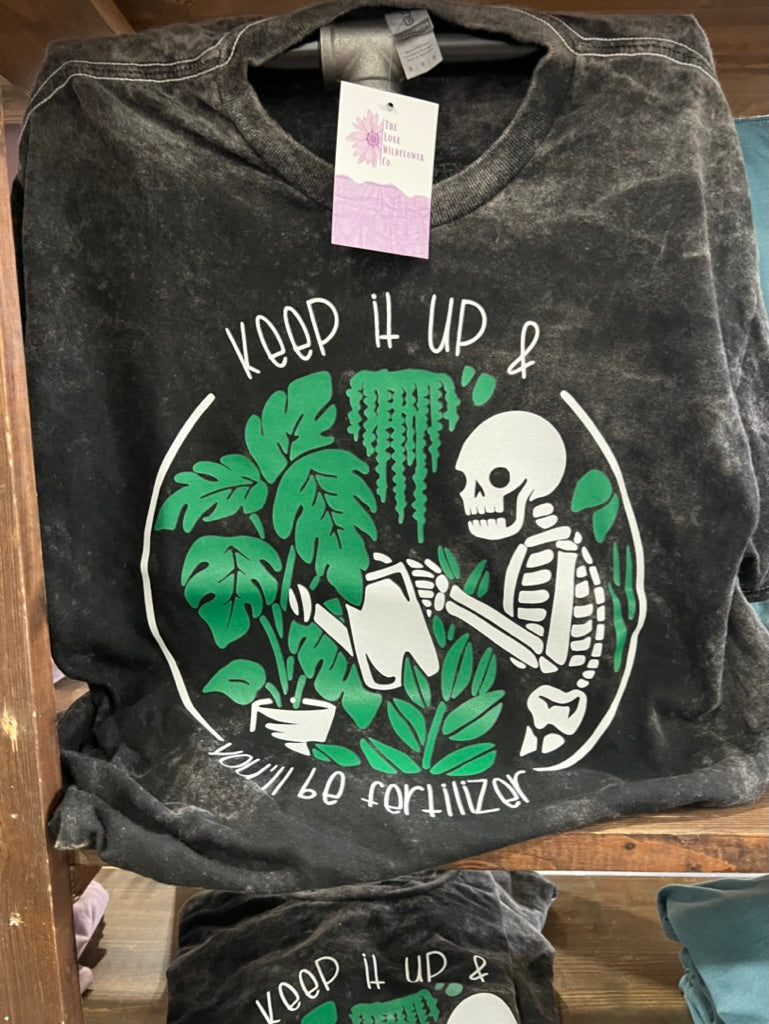 The
Lone
Wildflower
Co.
Keep it up &
you'll be fertilizer
Keep it up &